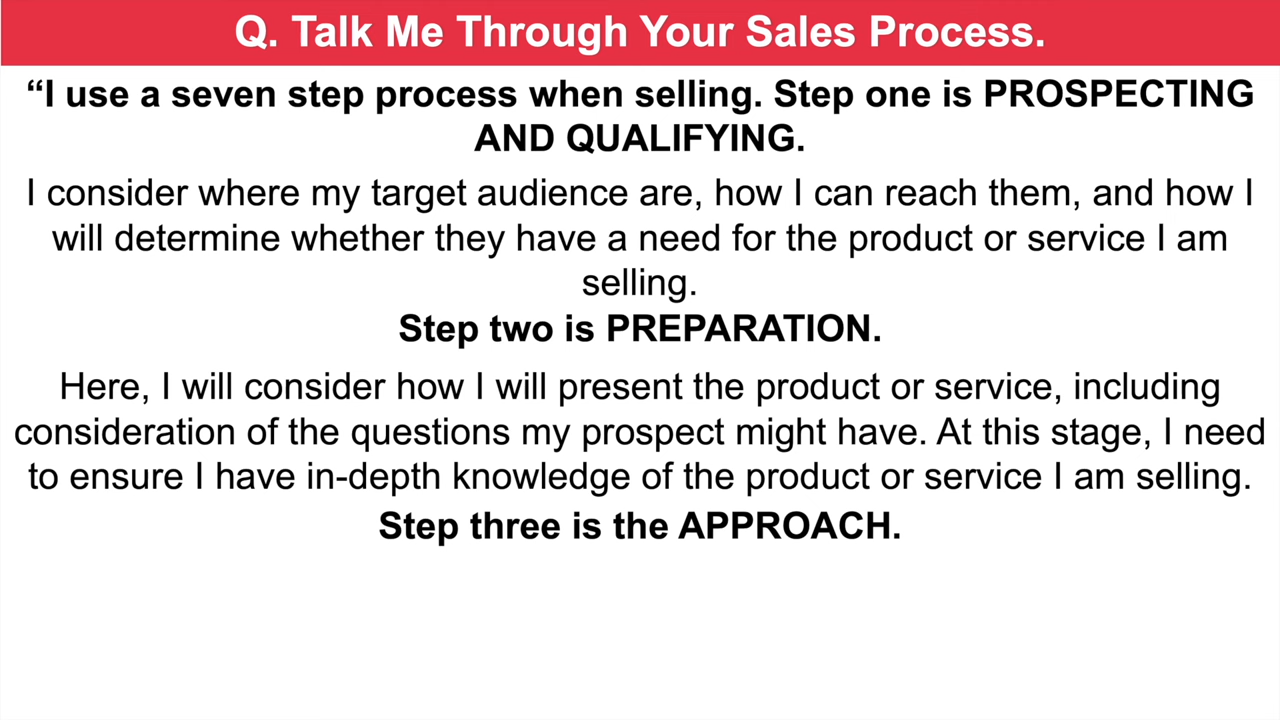 Q. Talk Me Through Your Sales Process.
“I use a seven step process when selling. Step one is PROSPECTING
AND QUALIFYING.
I consider where my target audience are, how I can reach them, and how I
will determine whether they have a need for the product or service I am
selling.
Step two is PREPARATION.
Here, I will consider how I will present the product or service, including
consideration of the questions my prospect might have. At this stage, I need
to ensure I have in-depth knowledge of the product or service I am selling.
Step three is the APPROACH.